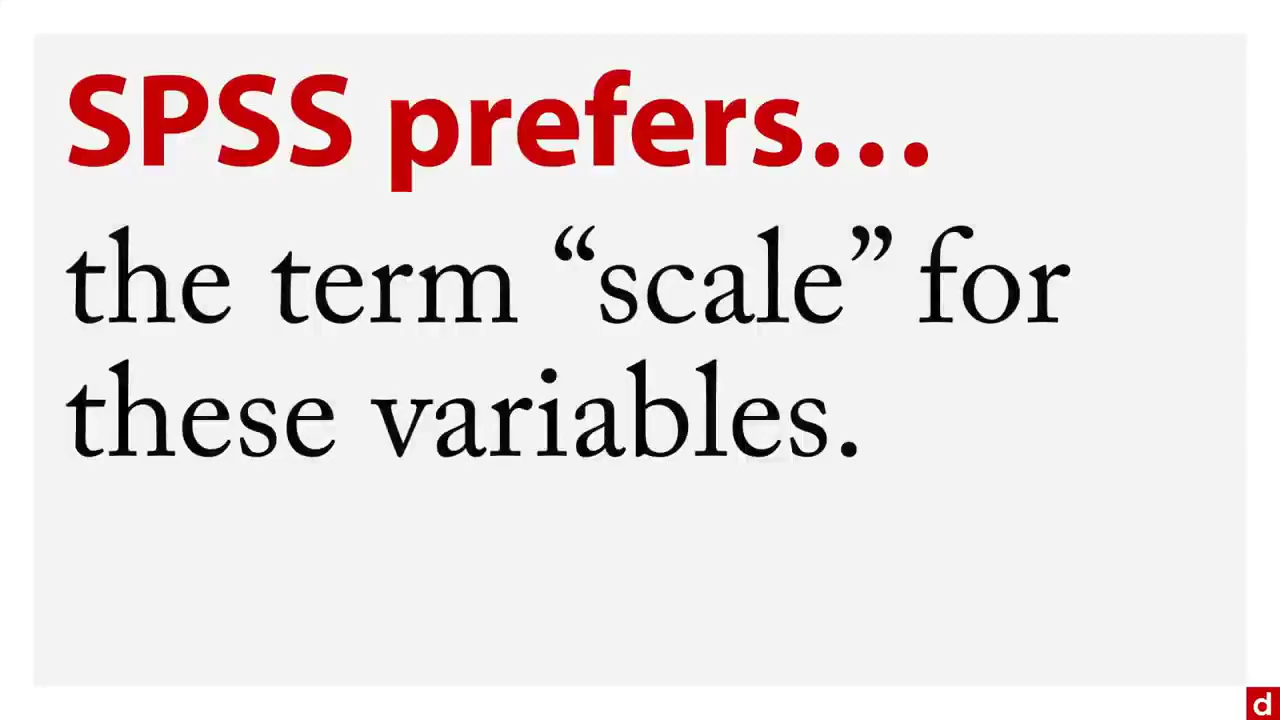 SPSS prefers…
the term “scale” for
these variables.
d